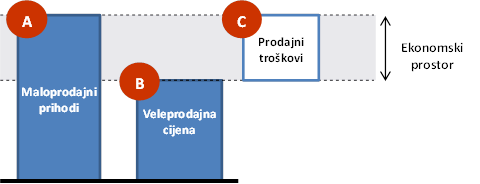 A
Maloprodajni
prihodi
B
Veleprodajna
cijena
C
Prodajni
troškovi
Ekonomski
prostor